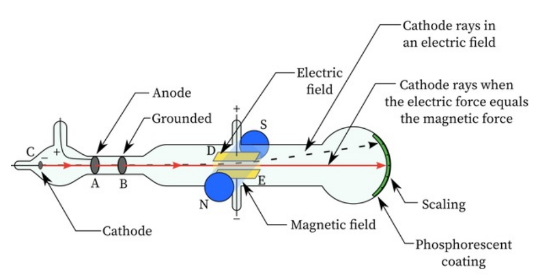 Cathode rays in
an electric field
Electric
field
Cathode rays when
the electric force equals
the magnetic force
Anode
Grounded
+
S
C
−
+
D
A
B
E
N
−
Magnetic field
Scaling
Cathode
Phosphorescent
coating